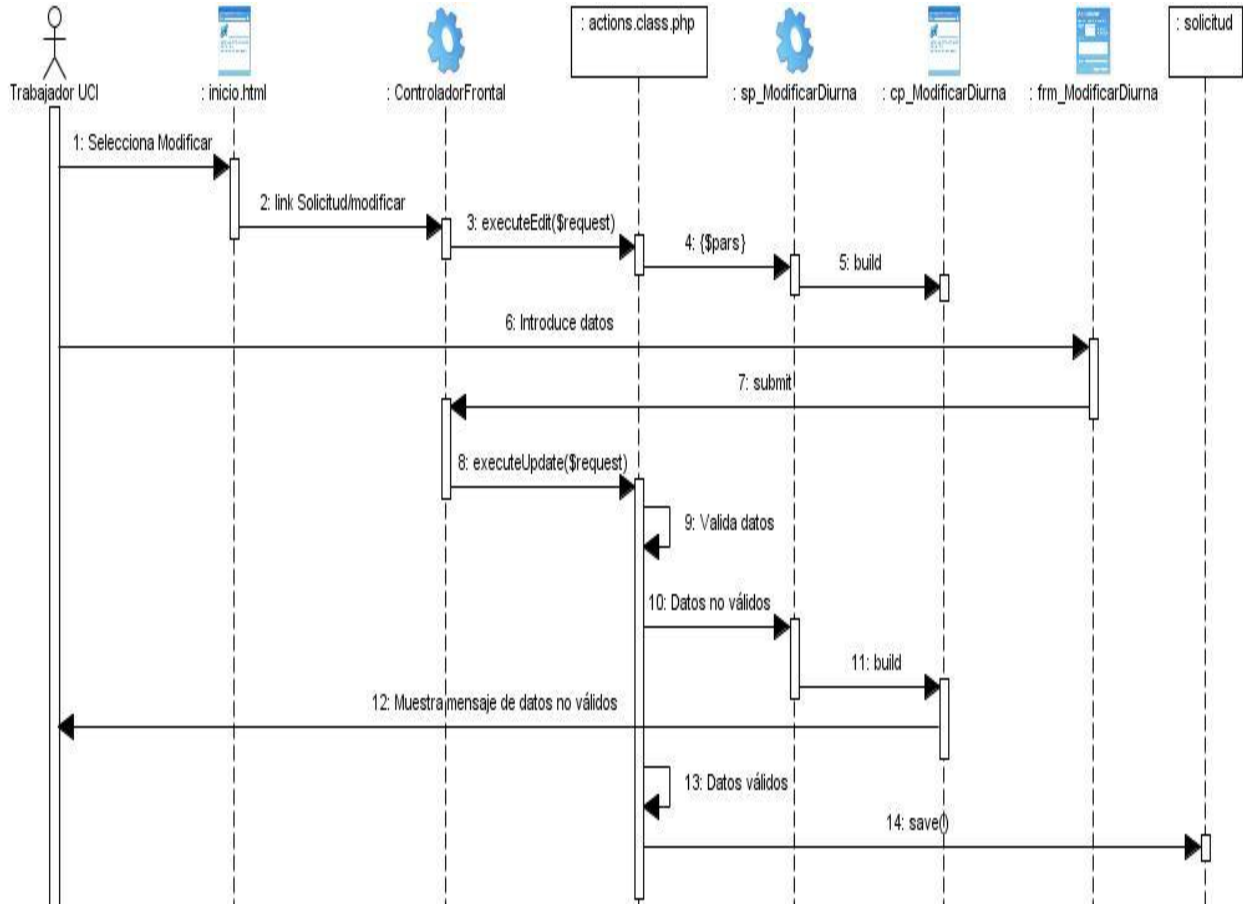 : actions.class.php
: solicitud
Trabajador UCI
: inicio.html
: ControladorFrontal
: sp_ModificarDiurna
: cp_ModificarDiurna
: frm_ModificarDiurna
1: Selecciona Modificar
2: link Solicitud/modificar
3: executeEdit($request)
4: {$pars}
5: build
6: Introduce datos
7: submit
8: executeUpdate($request)
9: Valida datos
10: Datos no válidos
11: build
12: Muestra mensaje de datos no válidos
13: Datos válidos
14: save()